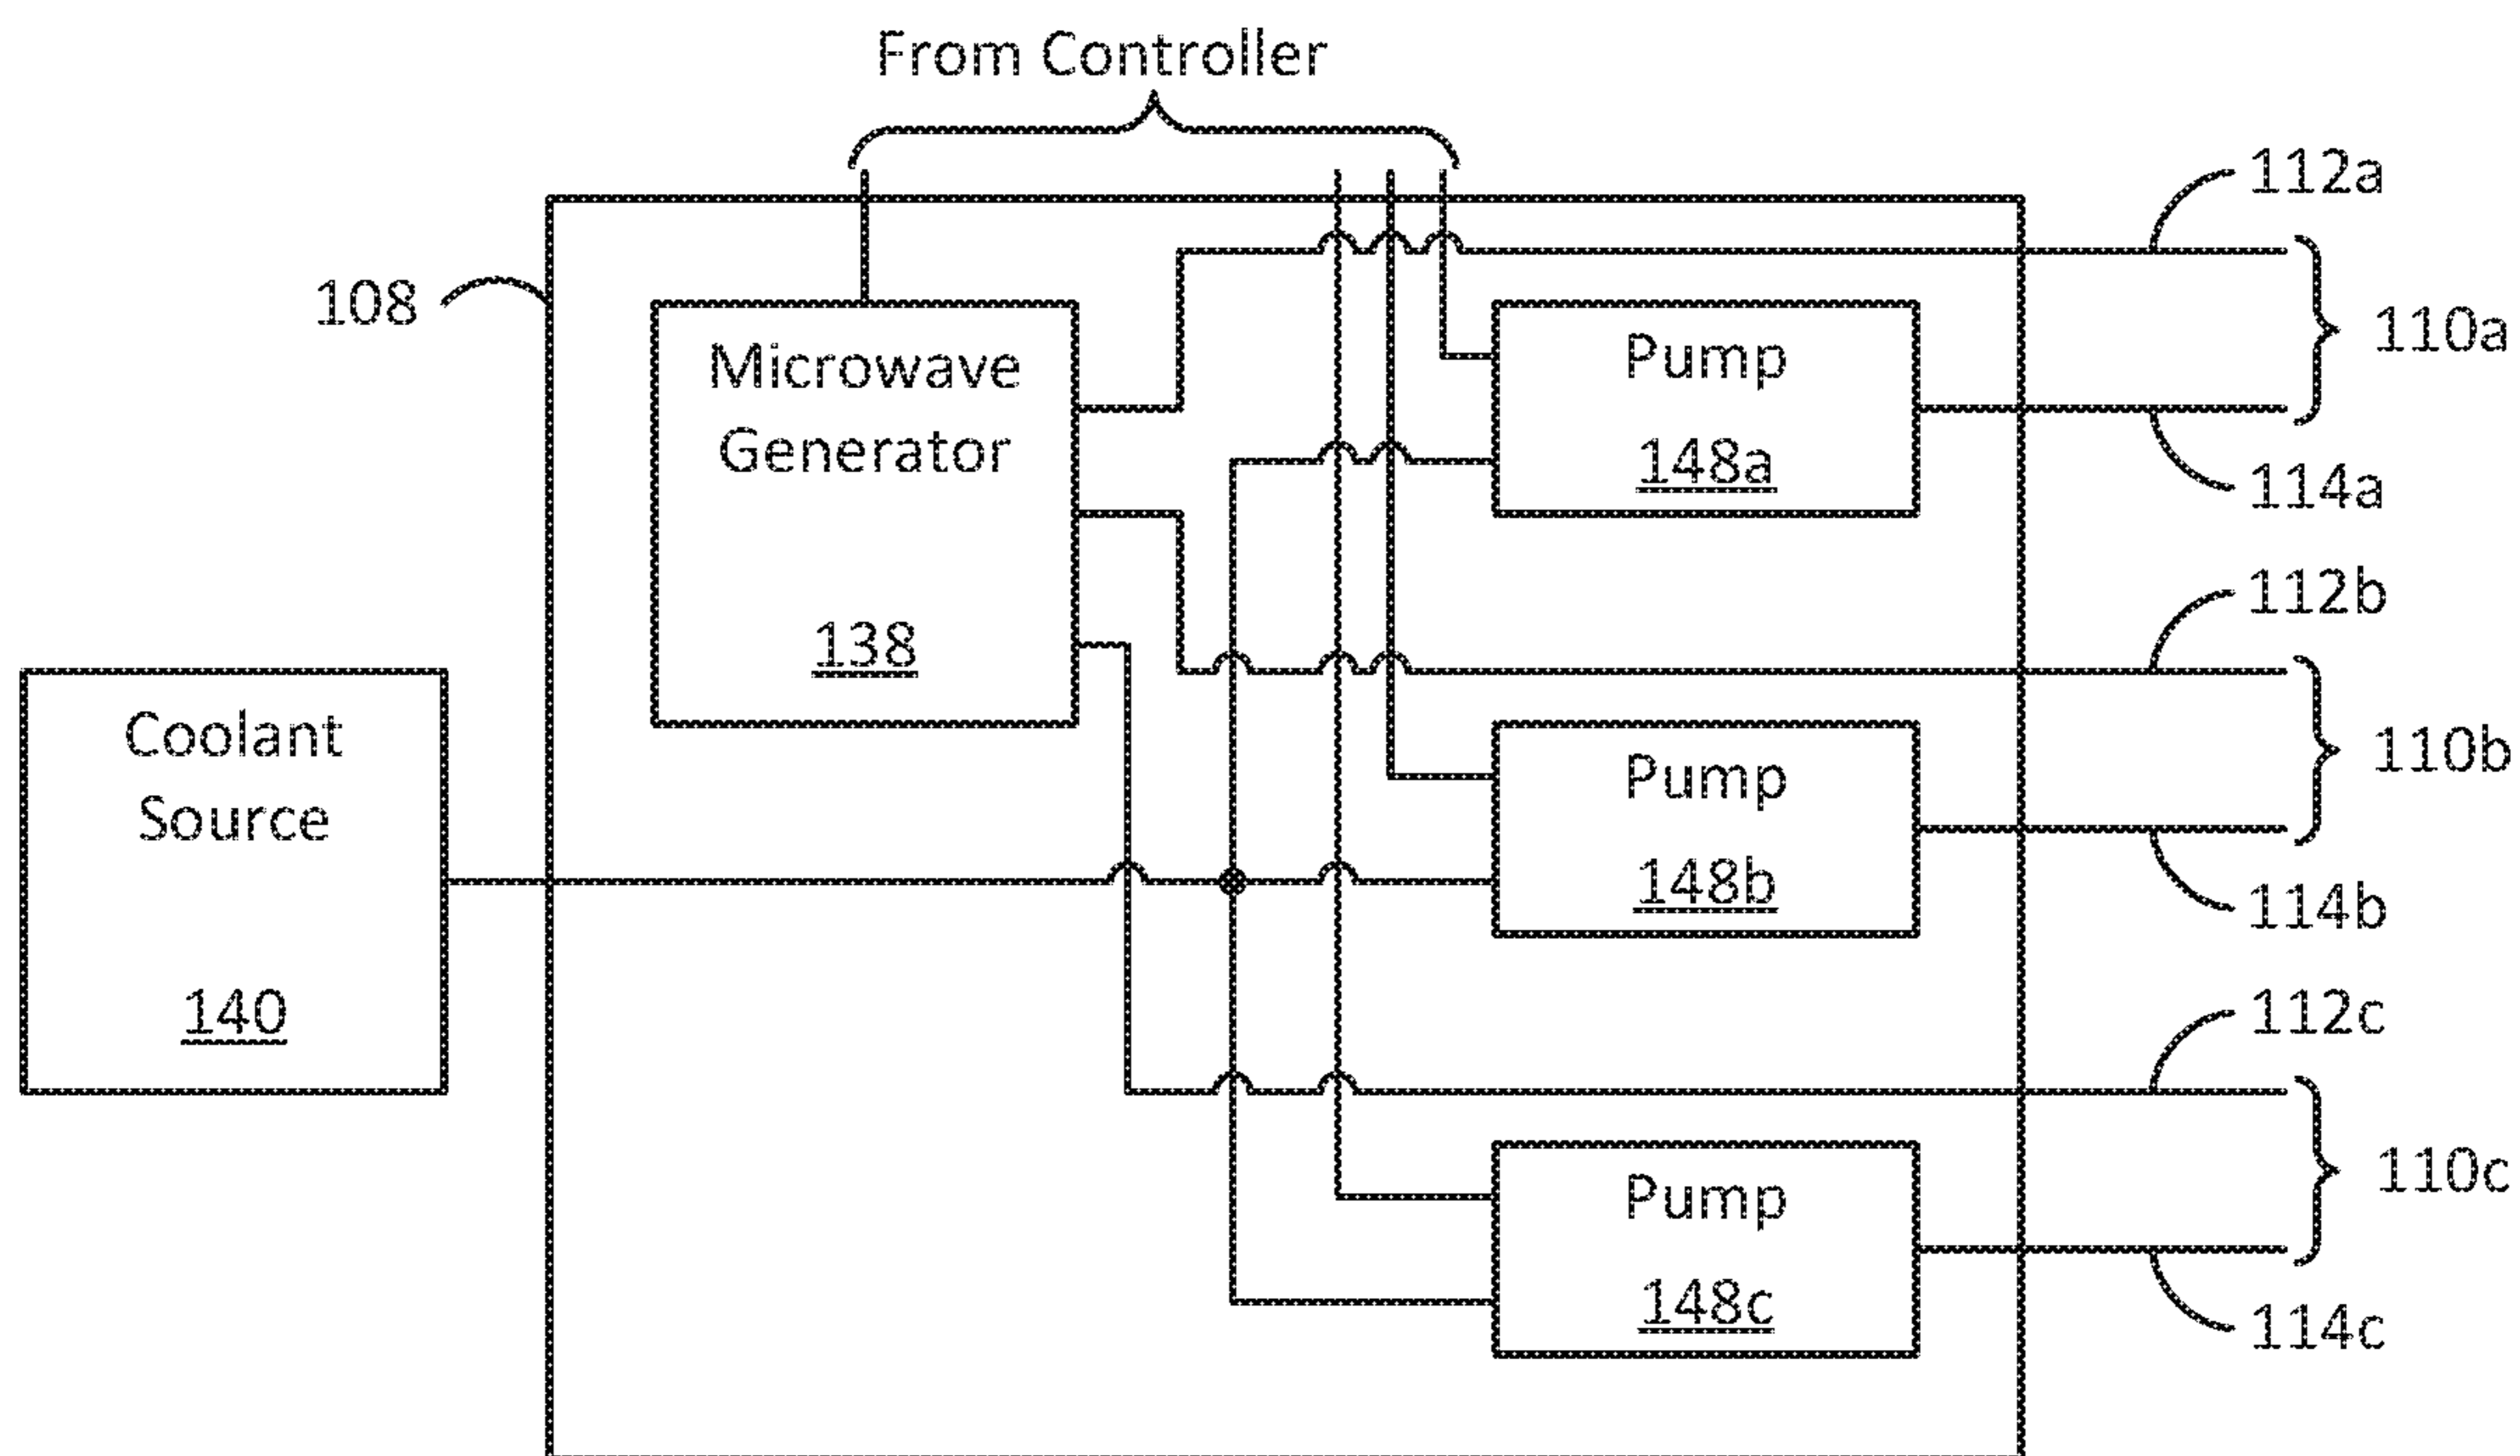 From Controller
112a
108
110a
Microwave
Generator
138
Pump
148a
114a
112b
Coolant
Source
140
110b
Pump
148b
114b
112c
110c
Pump
148c
114c